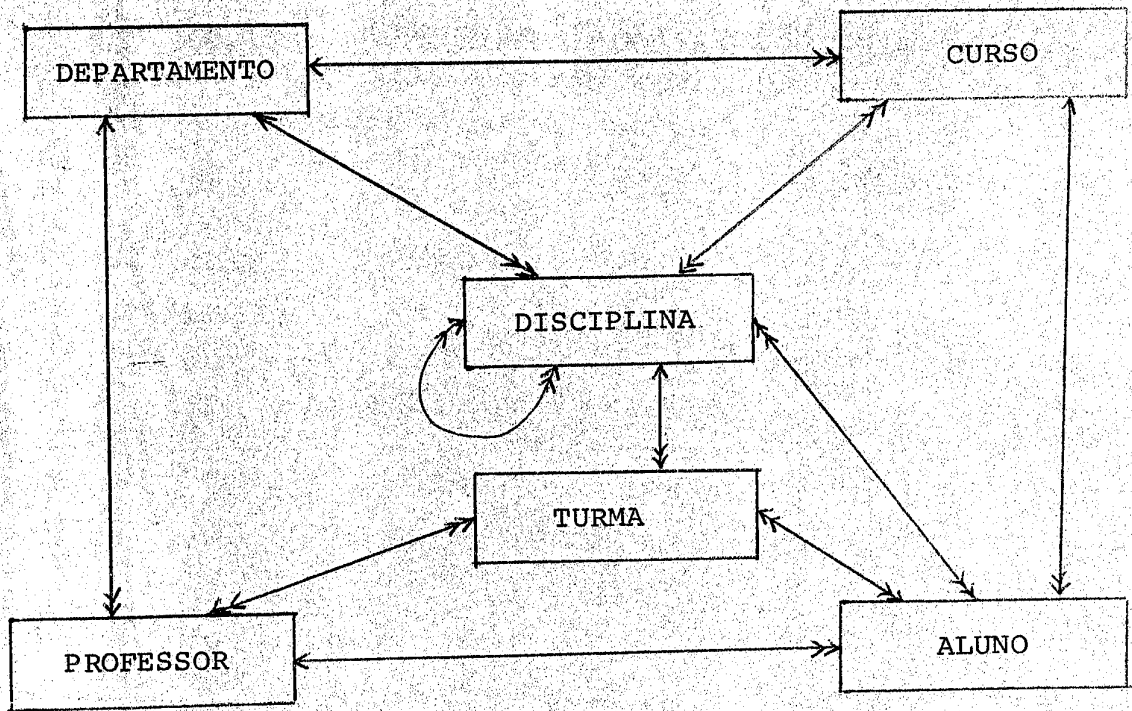 DEPARTAMENTO
CURSO
DISCIPLINA
TURMA
PROFESSOR
ALUNO